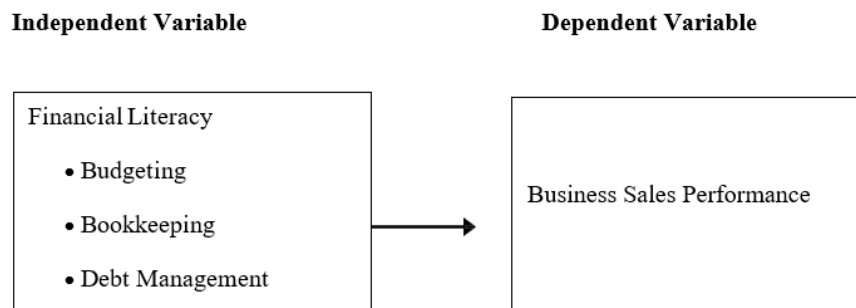 Independent Variable
Dependent Variable
Financial Literacy
• Budgeting
• Bookkeeping
• Debt Management
Business Sales Performance